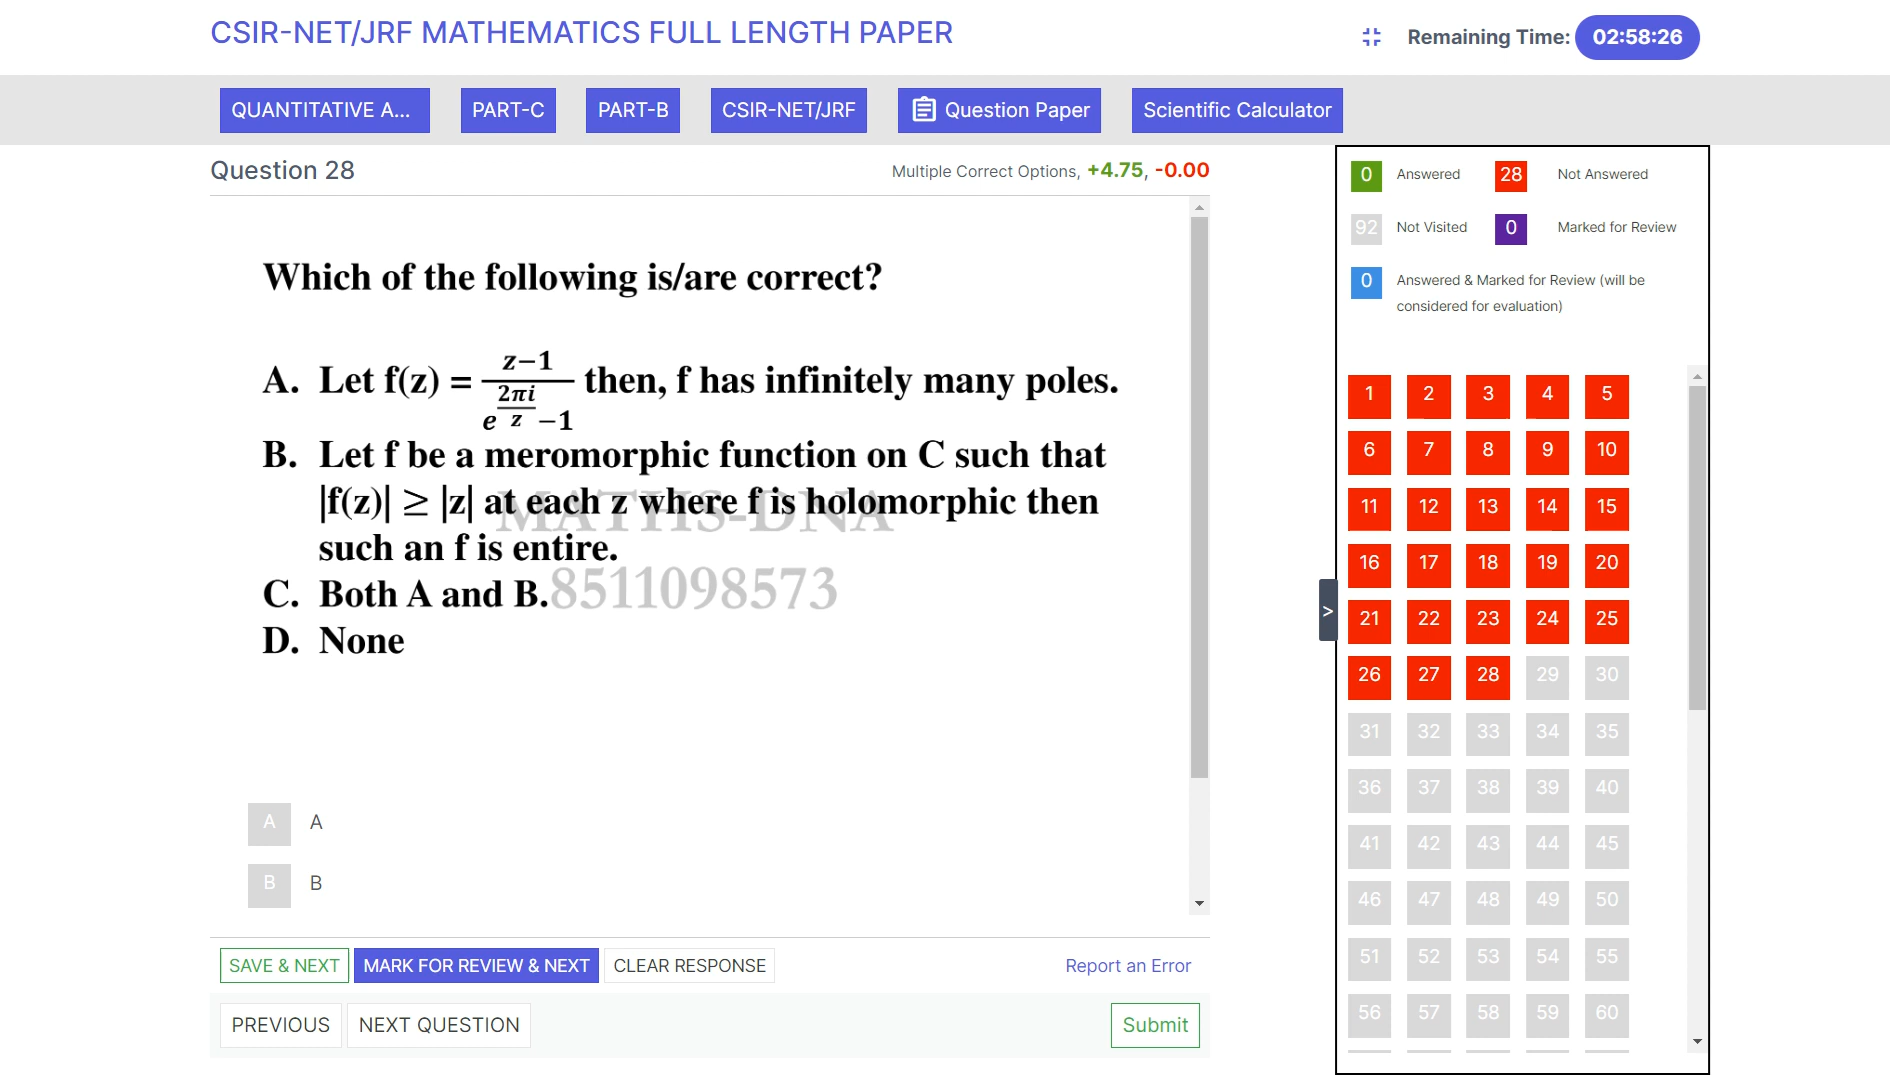 CSIR-NET/JRF MATHEMATICS FULL LENGTH PAPER
Remaining Time: 02:58:26
QUANTITATIVE A... PART-C PART-B CSIR-NET/JRF Question Paper Scientific Calculator
Question 28
Multiple Correct Options, +4.75, -0.00
Which of the following is/are correct?
A. Let f(z) = \frac{z-1}{e^{\frac{2πi}{z}}-1} then, f has infinitely many poles.
B. Let f be a meromorphic function on C such that
|f(z)| ≥ |z| at each z where f is holomorphic then
such an f is entire.
C. Both A and B.
D. None
MATHS-DNA
8511098573
A A
B B
SAVE & NEXT MARK FOR REVIEW & NEXT CLEAR RESPONSE Report an Error
PREVIOUS NEXT QUESTION Submit
0 Answered 28 Not Answered
92 Not Visited 0 Marked for Review
0 Answered & Marked for Review (will be
considered for evaluation)
>
1 2 3 4 5
6 7 8 9 10
11 12 13 14 15
16 17 18 19 20
21 22 23 24 25
26 27 28 29 30
31 32 33 34 35
36 37 38 39 40
41 42 43 44 45
46 47 48 49 50
51 52 53 54 55
56 57 58 59 60